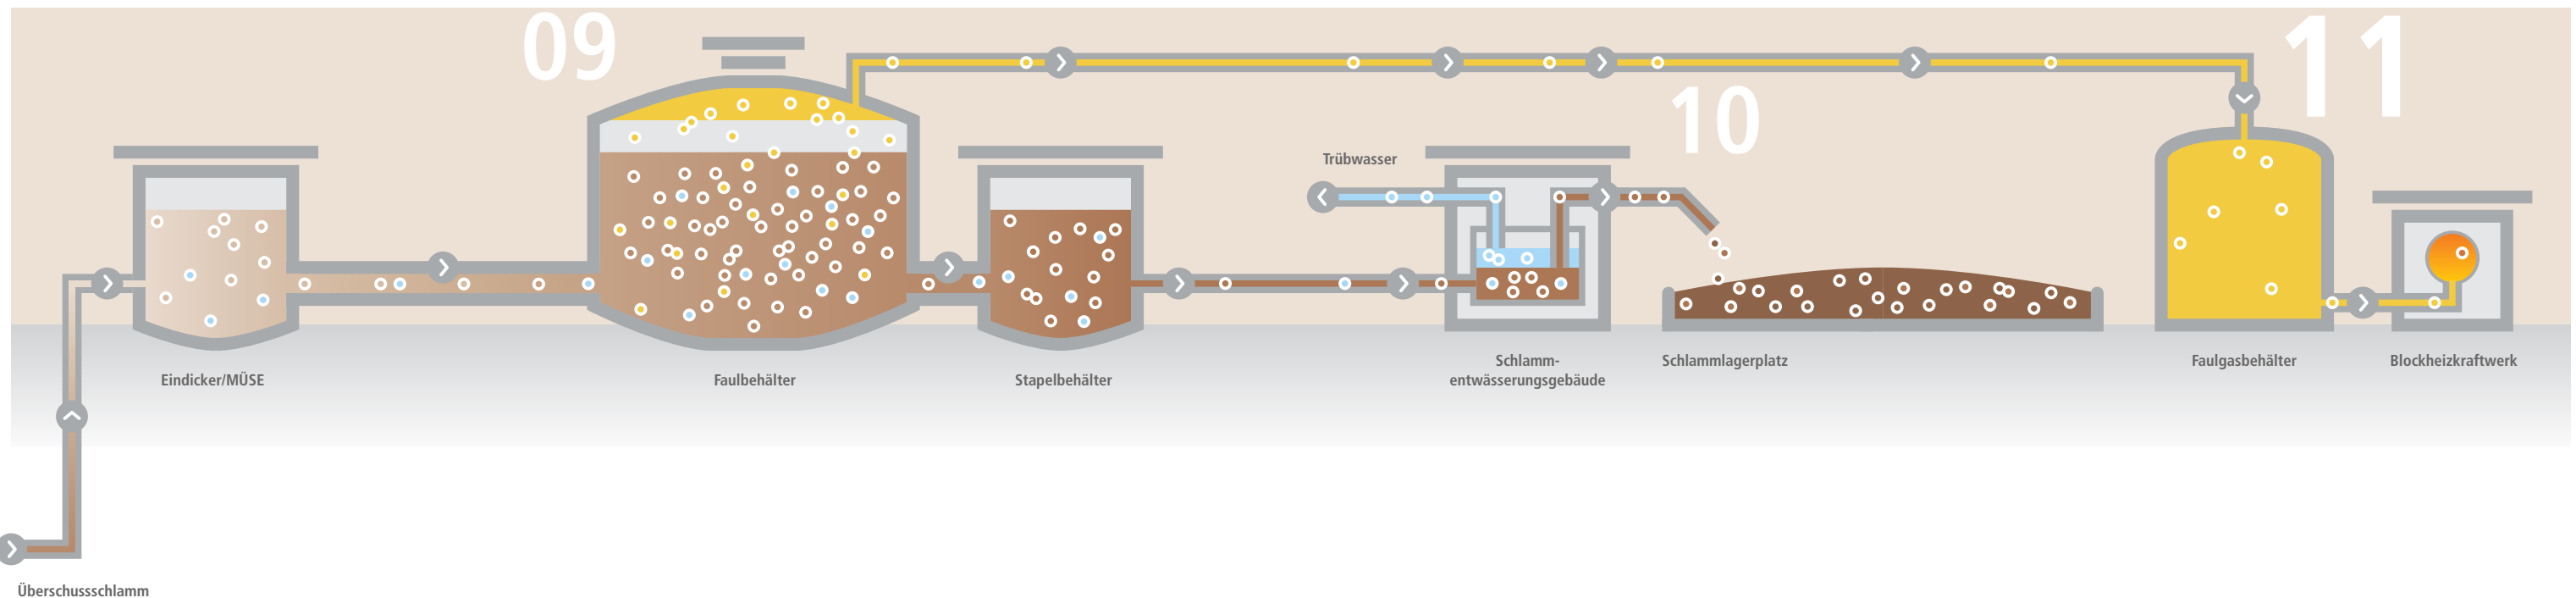 09
11
10
Trübwasser
Eindicker/MÜSE
Faulbehälter
Stapelbehälter
Schlamm-
entwässerungsgebäude
Schlammlagerplatz
Faulgasbehälter
Blockheizkraftwerk
Überschussschlamm